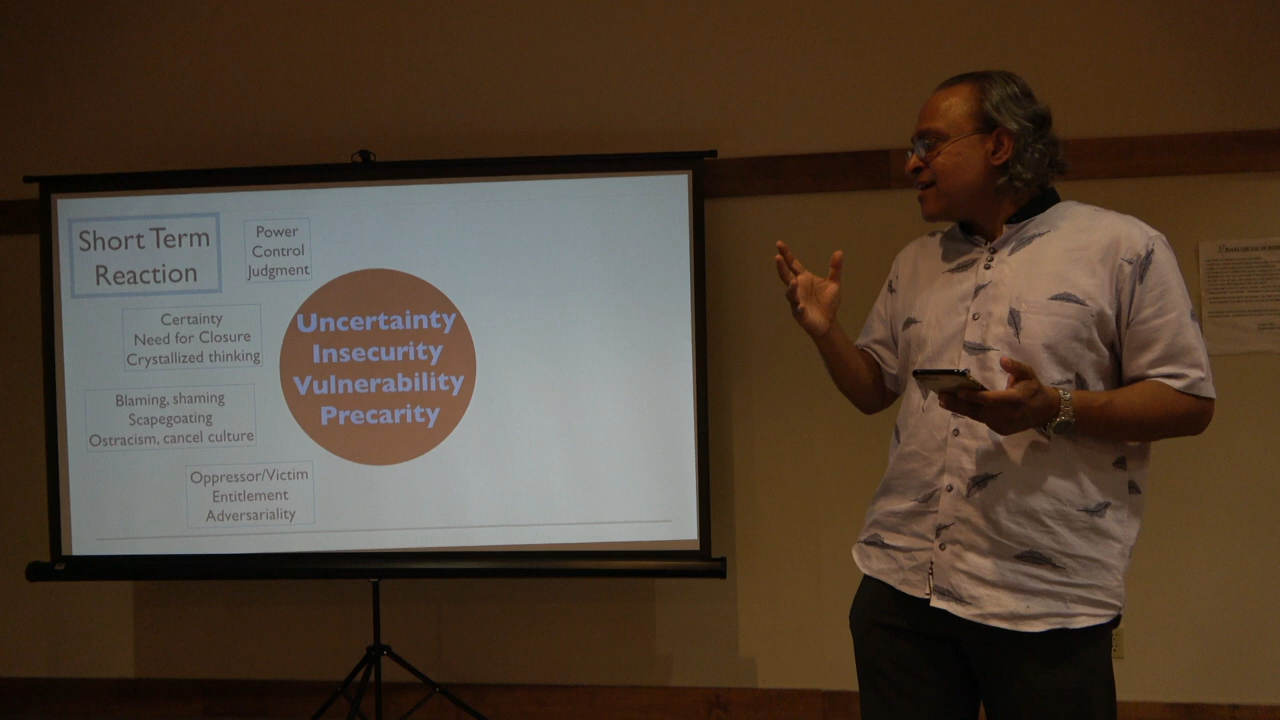 Short Term
Reaction
Power
Control
Judgment
Certainty
Need for Closure
Crystallized thinking
Blaming, shaming
Scapegoating
Ostracism, cancel culture
Oppressor/Victim
Entitlement
Adversariality
Uncertainty
Insecurity
Vulnerability
Precarity